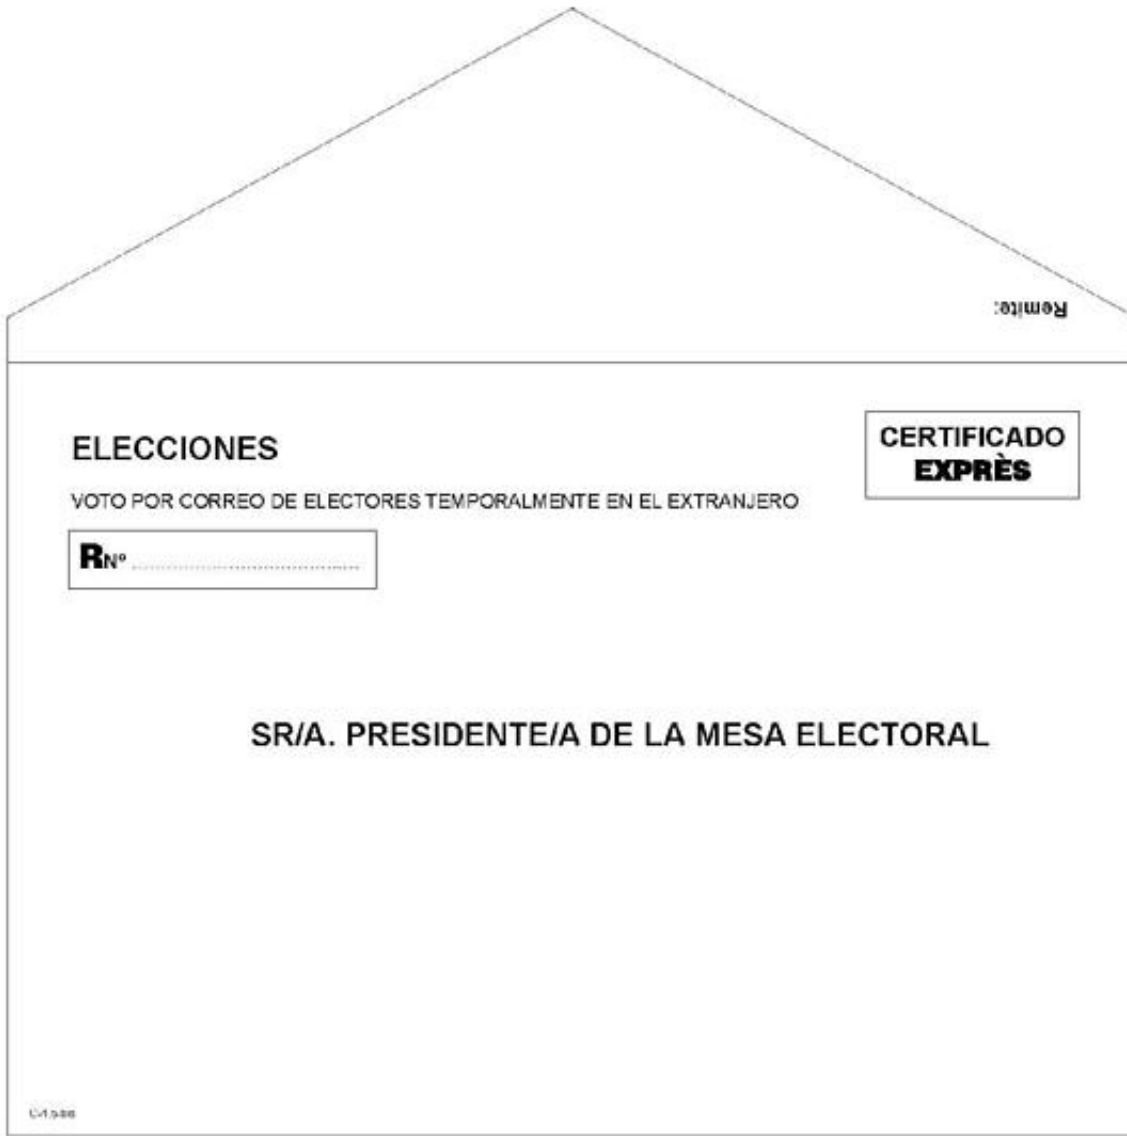 Remite:
ELECCIONES
CERTIFICADO
EXPRÈS
VOTO POR CORREO DE ELECTORES TEMPORALMENTE EN EL EXTRANJERO
RNº
SR/A. PRESIDENTE/A DE LA MESA ELECTORAL